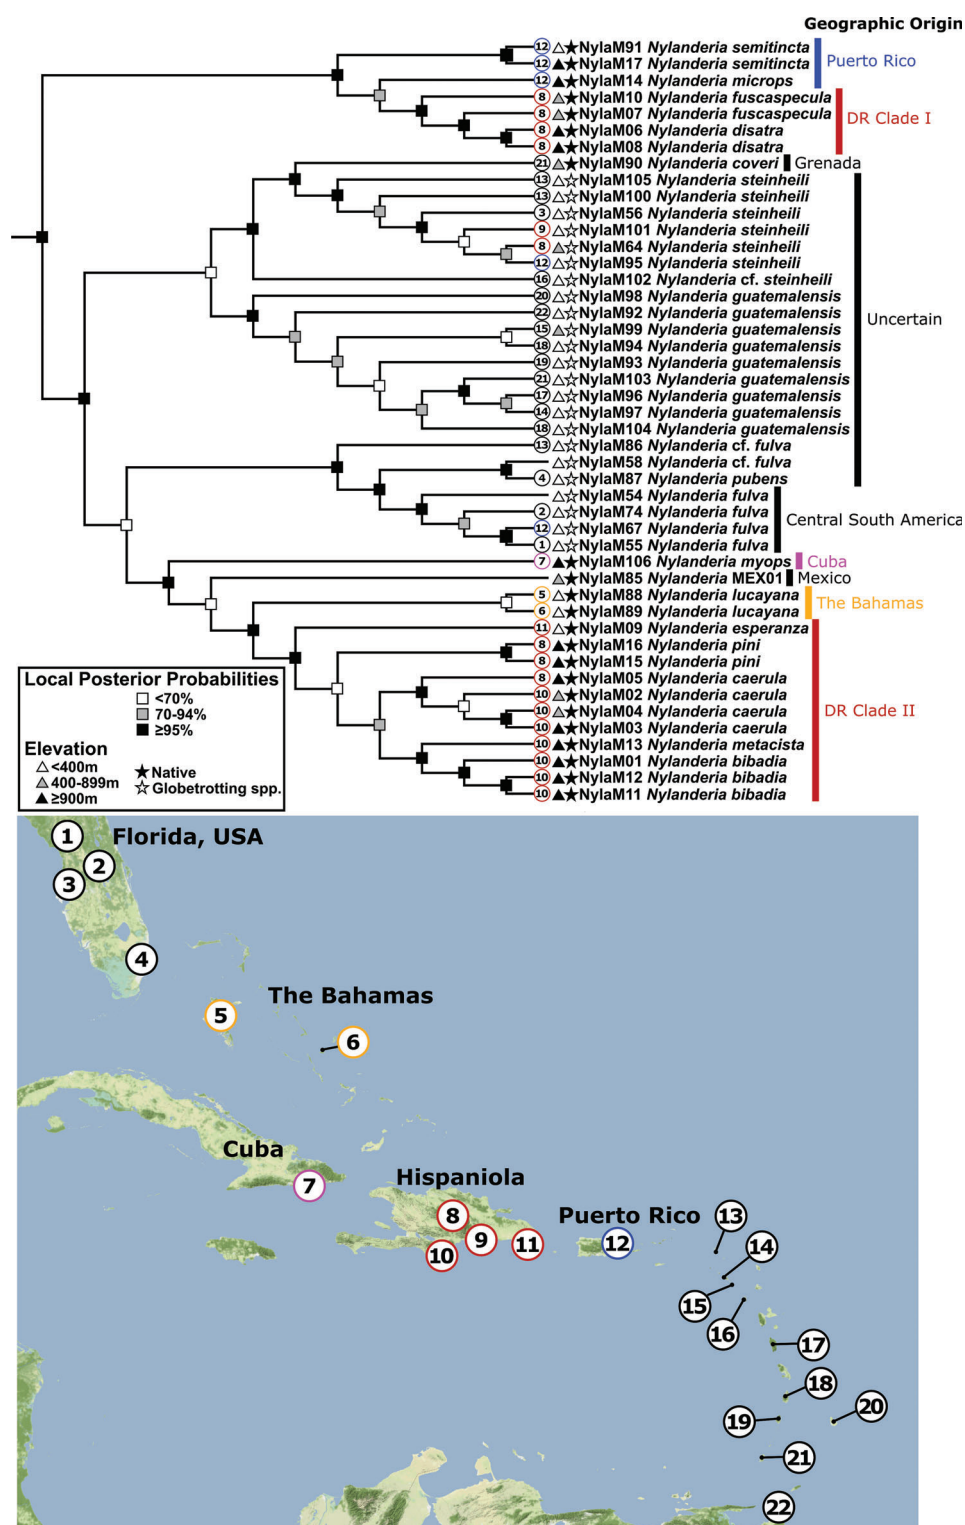 Geographic Origin
12 NylaM91 Nylanderia semitincta
12 NylaM17 Nylanderia semitincta
Puerto Rico
12 NylaM14 Nylanderia microps
8 NylaM10 Nylanderia fuscaspecula
8 NylaM07 Nylanderia fuscaspecula
DR Clade I
8 NylaM06 Nylanderia disatra
8 NylaM08 Nylanderia disatra
21 NylaM90 Nylanderia coveri Grenada
13 NylaM105 Nylanderia steinheili
13 NylaM100 Nylanderia steinheili
3 NylaM56 Nylanderia steinheili
9 NylaM101 Nylanderia steinheili
8 NylaM64 Nylanderia steinheili
12 NylaM95 Nylanderia steinheili
16 NylaM102 Nylanderia cf. steinheili
20 NylaM98 Nylanderia guatemalensis
22 NylaM92 Nylanderia guatemalensis
Uncertain
15 NylaM99 Nylanderia guatemalensis
18 NylaM94 Nylanderia guatemalensis
19 NylaM93 Nylanderia guatemalensis
21 NylaM103 Nylanderia guatemalensis
17 NylaM96 Nylanderia guatemalensis
14 NylaM97 Nylanderia guatemalensis
18 NylaM104 Nylanderia guatemalensis
13 NylaM86 Nylanderia cf. fulva
NylaM58 Nylanderia cf. fulva
4 NylaM87 Nylanderia pubens
NylaM54 Nylanderia fulva
2 NylaM74 Nylanderia fulva
Central South America
12 NylaM67 Nylanderia fulva
1 NylaM55 Nylanderia fulva
7 NylaM106 Nylanderia myops Cuba
NylaM85 Nylanderia MEX01 Mexico
5 NylaM88 Nylanderia lucayana
The Bahamas
6 NylaM89 Nylanderia lucayana
11 NylaM09 Nylanderia esperanza
8 NylaM16 Nylanderia pini
8 NylaM15 Nylanderia pini
8 NylaM05 Nylanderia caerula
10 NylaM02 Nylanderia caerula
10 NylaM04 Nylanderia caerula
DR Clade II
10 NylaM03 Nylanderia caerula
10 NylaM13 Nylanderia metacista
10 NylaM01 Nylanderia bibadia
10 NylaM12 Nylanderia bibadia
10 NylaM11 Nylanderia bibadia
Local Posterior Probabilities
<70%
70-94%
≥95%
Elevation
<400m
400-899m
≥900m
Native
Globetrotting spp.
1
Florida, USA
2
3
4
The Bahamas
5
6
Cuba
7
Hispaniola
8
9
10
11
Puerto Rico
12
13
14
15
16
17
18
19
20
21
22